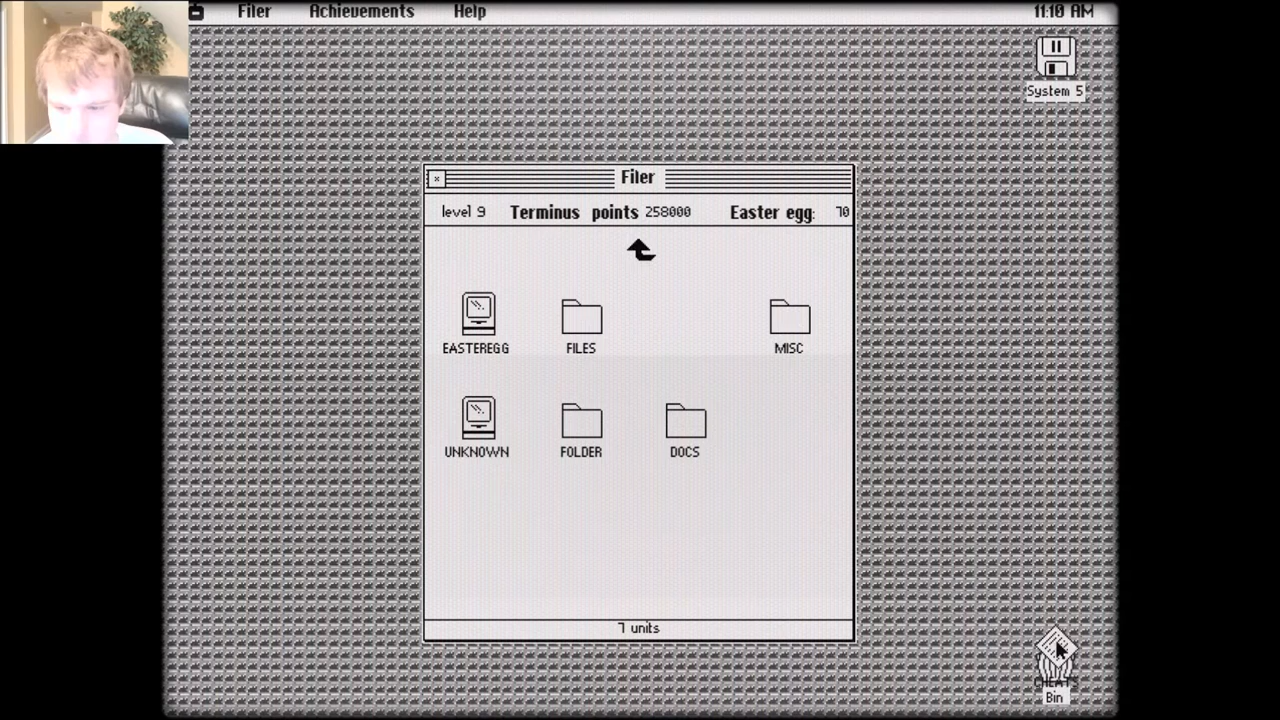 Filer Achievements Help 11:10 AM
System 5
Filer
level 9 Terminus points 258000 Easter egg: 70
EASTEREGG FILES MISC
UNKNOWN FOLDER DOCS
7 units
CHEATS
Bin